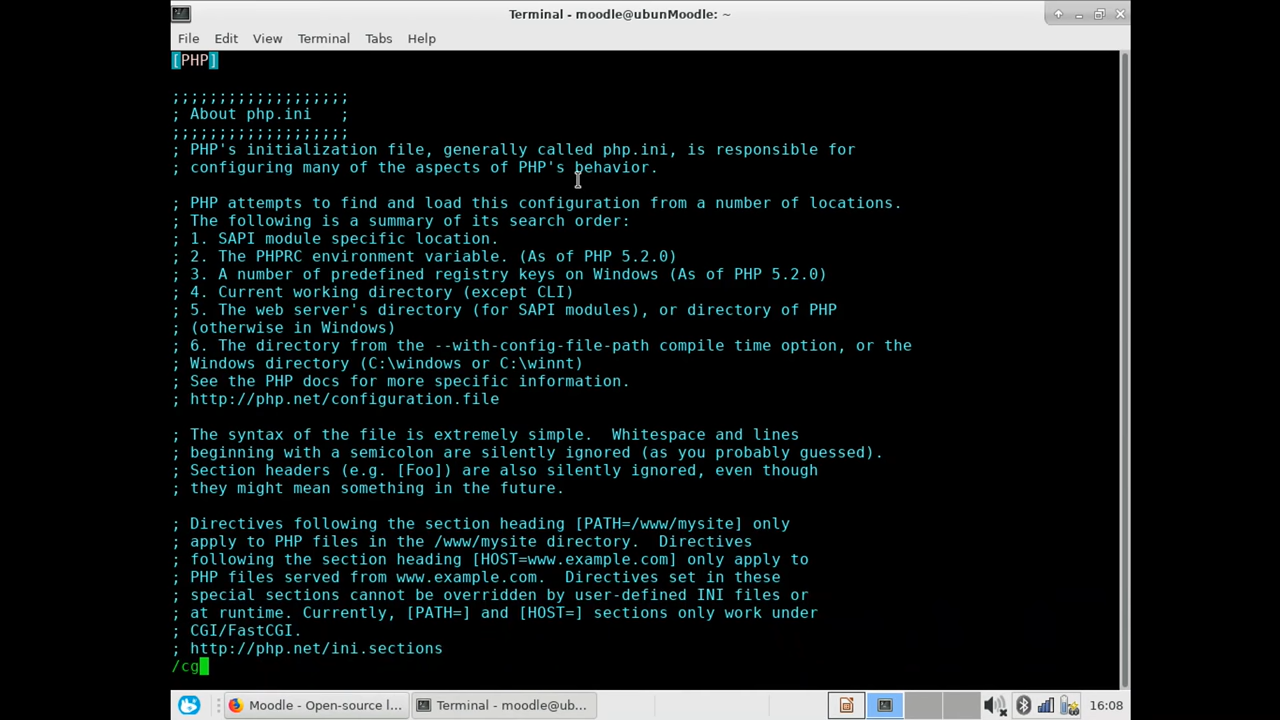 Terminal - moodle@ubunMoodle: ~
File Edit View Terminal Tabs Help
[PHP]
;;;;;;;;;;;;;;;;;;;
; About php.ini   ;
;;;;;;;;;;;;;;;;;;;
; PHP's initialization file, generally called php.ini, is responsible for
; configuring many of the aspects of PHP's behavior.
; PHP attempts to find and load this configuration from a number of locations.
; The following is a summary of its search order:
; 1. SAPI module specific location.
; 2. The PHPRC environment variable. (As of PHP 5.2.0)
; 3. A number of predefined registry keys on Windows (As of PHP 5.2.0)
; 4. Current working directory (except CLI)
; 5. The web server's directory (for SAPI modules), or directory of PHP
; (otherwise in Windows)
; 6. The directory from the --with-config-file-path compile time option, or the
; Windows directory (C:\windows or C:\winnt)
; See the PHP docs for more specific information.
; http://php.net/configuration.file
; The syntax of the file is extremely simple.  Whitespace and lines
; beginning with a semicolon are silently ignored (as you probably guessed).
; Section headers (e.g. [Foo]) are also silently ignored, even though
; they might mean something in the future.
; Directives following the section heading [PATH=/www/mysite] only
; apply to PHP files in the /www/mysite directory.  Directives
; following the section heading [HOST=www.example.com] only apply to
; PHP files served from www.example.com.  Directives set in these
; special sections cannot be overridden by user-defined INI files or
; at runtime. Currently, [PATH=] and [HOST=] sections only work under
; CGI/FastCGI.
; http://php.net/ini.sections
/cg
Moodle - Open-source l... Terminal - moodle@ub... 16:08